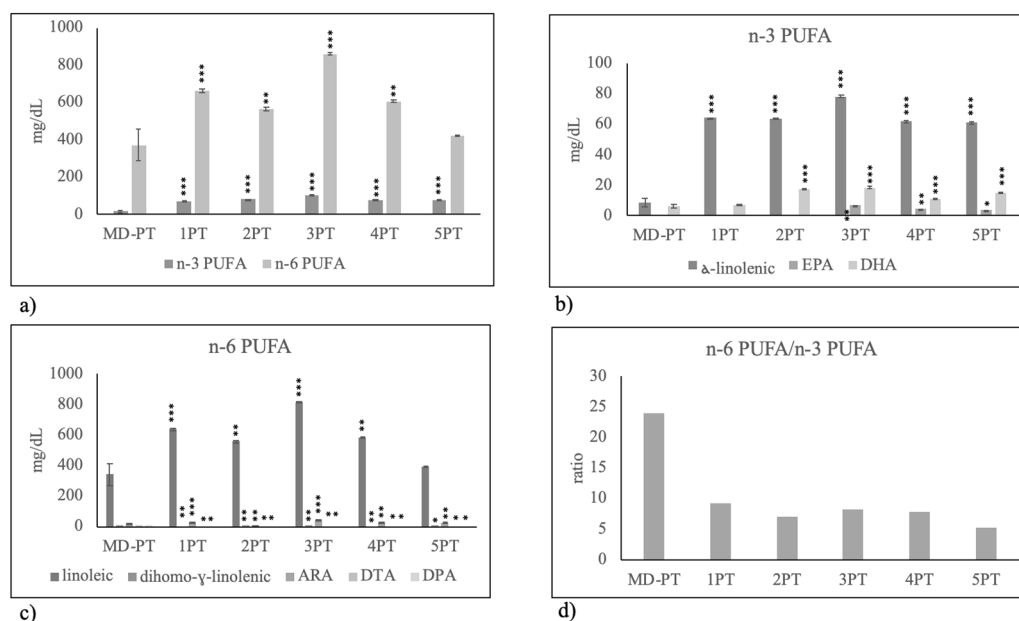 1000
800
600
400
200
0
mg/dL
*** *** *** ** *** *** *** ** ***
MD-PT 1PT 2PT 3PT 4PT 5PT
n-3 PUFA n-6 PUFA
a)
n-3 PUFA
100
80
60
40
20
0
mg/dL
*** *** *** *** ** *** *** ** *** *** * ***
MD-PT 1PT 2PT 3PT 4PT 5PT
α-linolenic EPA DHA
b)
n-6 PUFA
1000
800
600
400
200
0
mg/dL
*** ** *** * * ** ** ** * * *** ** *** * * ** ** *** * * * ** * *
MD-PT 1PT 2PT 3PT 4PT 5PT
linoleic dihomo-γ-linolenic ARA DTA DPA
c)
n-6 PUFA/n-3 PUFA
30
25
20
15
10
5
0
ratio
MD-PT 1PT 2PT 3PT 4PT 5PT
d)